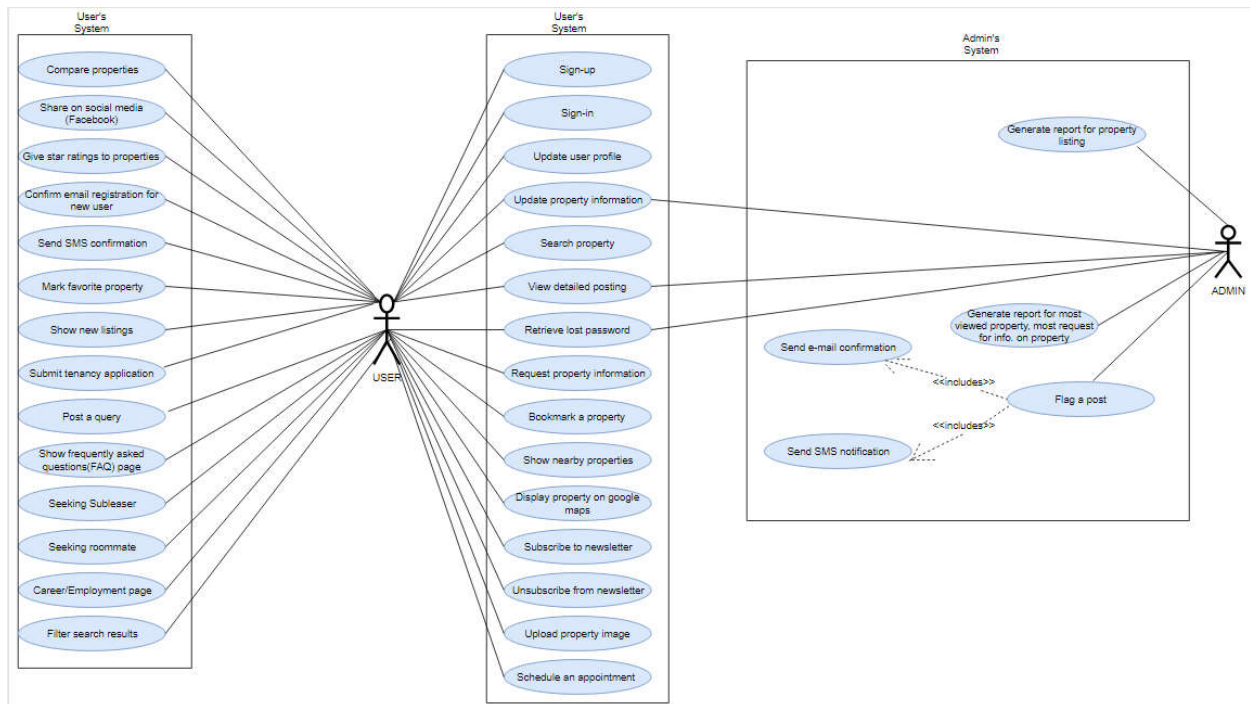 User's
System
Compare properties
Share on social media
(Facebook)
Give star ratings to properties
Confirm email registration for
new user
Send SMS confirmation
Mark favorite property
Show new listings
Submit tenancy application
Post a query
Show frequently asked
questions(FAQ) page
Seeking Subleaser
Seeking roommate
Career/Employment page
Filter search results
USER
User's
System
Sign-up
Sign-in
Update user profile
Update property information
Search property
View detailed posting
Retrieve lost password
Request property information
Bookmark a property
Show nearby properties
Display property on google
maps
Subscribe to newsletter
Unsubscribe from newsletter
Upload property image
Schedule an appointment
Admin's
System
Generate report for property
listing
Generate report for most
viewed property, most request
for info. on property
Send e-mail confirmation
<<includes>>
Flag a post
<<includes>>
Send SMS notification
ADMIN